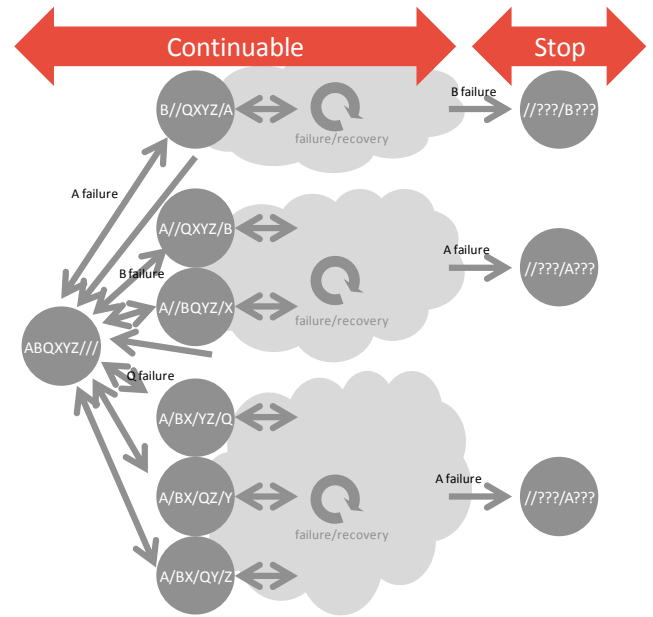 Continuable
Stop
B//QXYZ/A
failure/recovery
B failure
//???/B???
A failure
A//QXYZ/B
A failure
B failure
//???/A???
A//BQYZ/X
failure/recovery
ABQXYZ///
Q failure
A/BX/YZ/Q
A failure
A/BX/QZ/Y
//???/A???
failure/recovery
A/BX/QY/Z